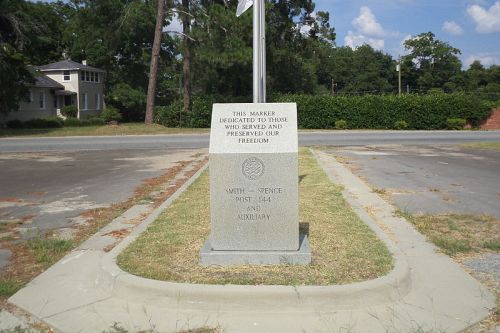 THIS MARKER
DEDICATED TO THOSE
WHO SERVED AND
PRESERVED OUR
FREEDOM
SMITH - SPENCE
POST 144
AND
AUXILIARY